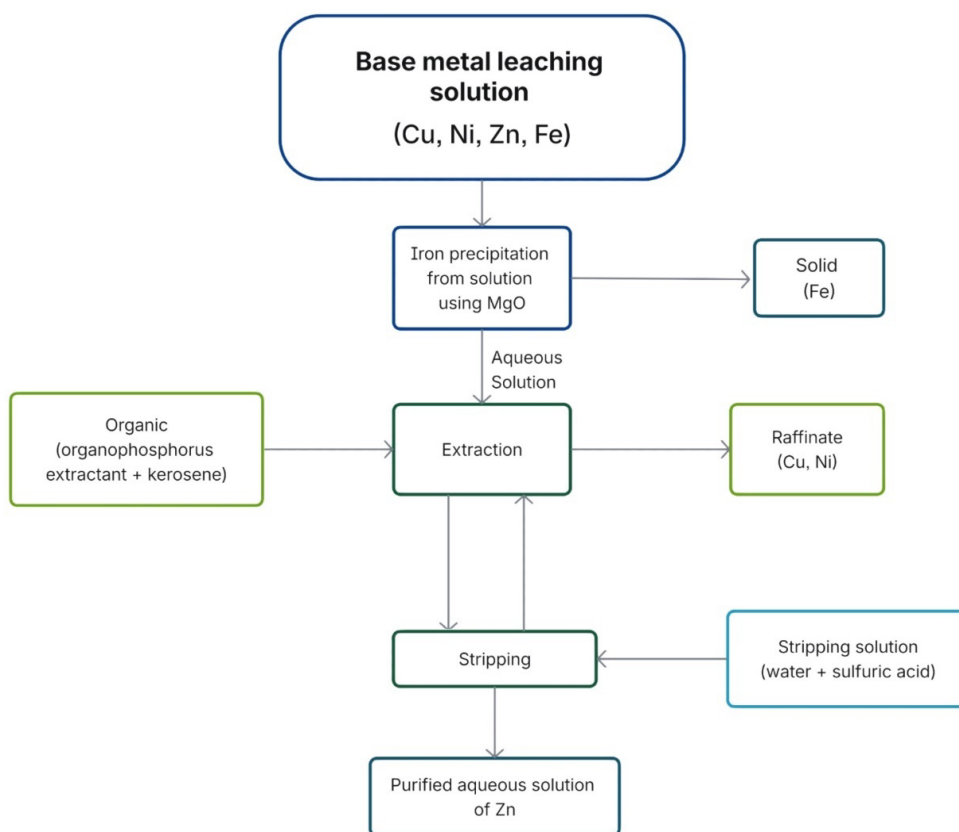 Base metal leaching
solution
(Cu, Ni, Zn, Fe)
Iron precipitation
from solution
using MgO
Solid
(Fe)
Aqueous
Solution
Organic
(organophosphorus
extractant + kerosene)
Extraction
Raffinate
(Cu, Ni)
Stripping
Stripping solution
(water + sulfuric acid)
Purified aqueous solution
of Zn